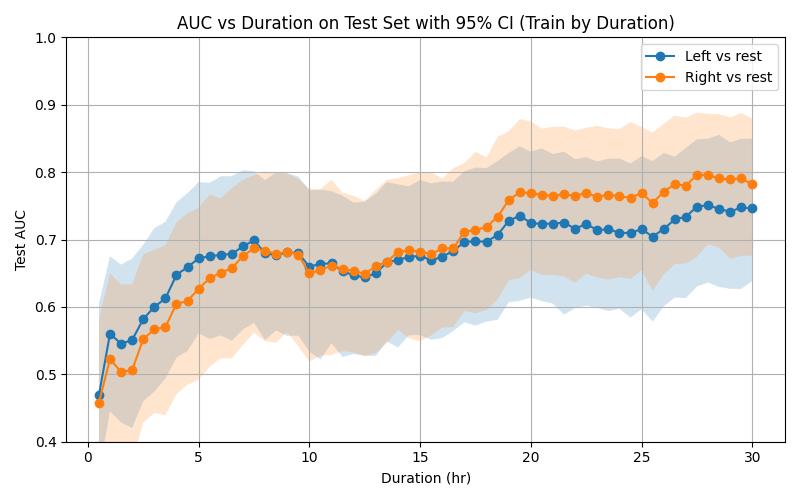 AUC vs Duration on Test Set with 95% CI (Train by Duration)
Left vs rest
Right vs rest
Test AUC
1.0
0.9
0.8
0.7
0.6
0.5
0.4
0
5
10
15
20
25
30
Duration (hr)